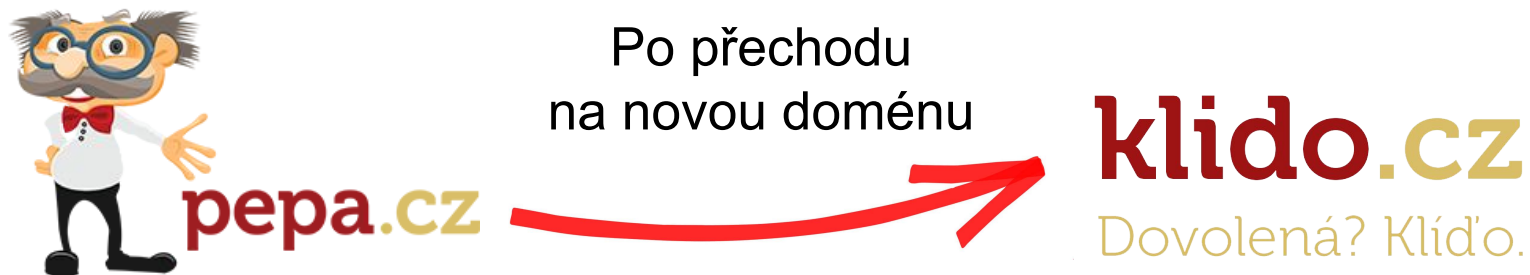 pepa.cz
Po přechodu
na novou doménu
klido.cz
Dovolená? Klíďo.